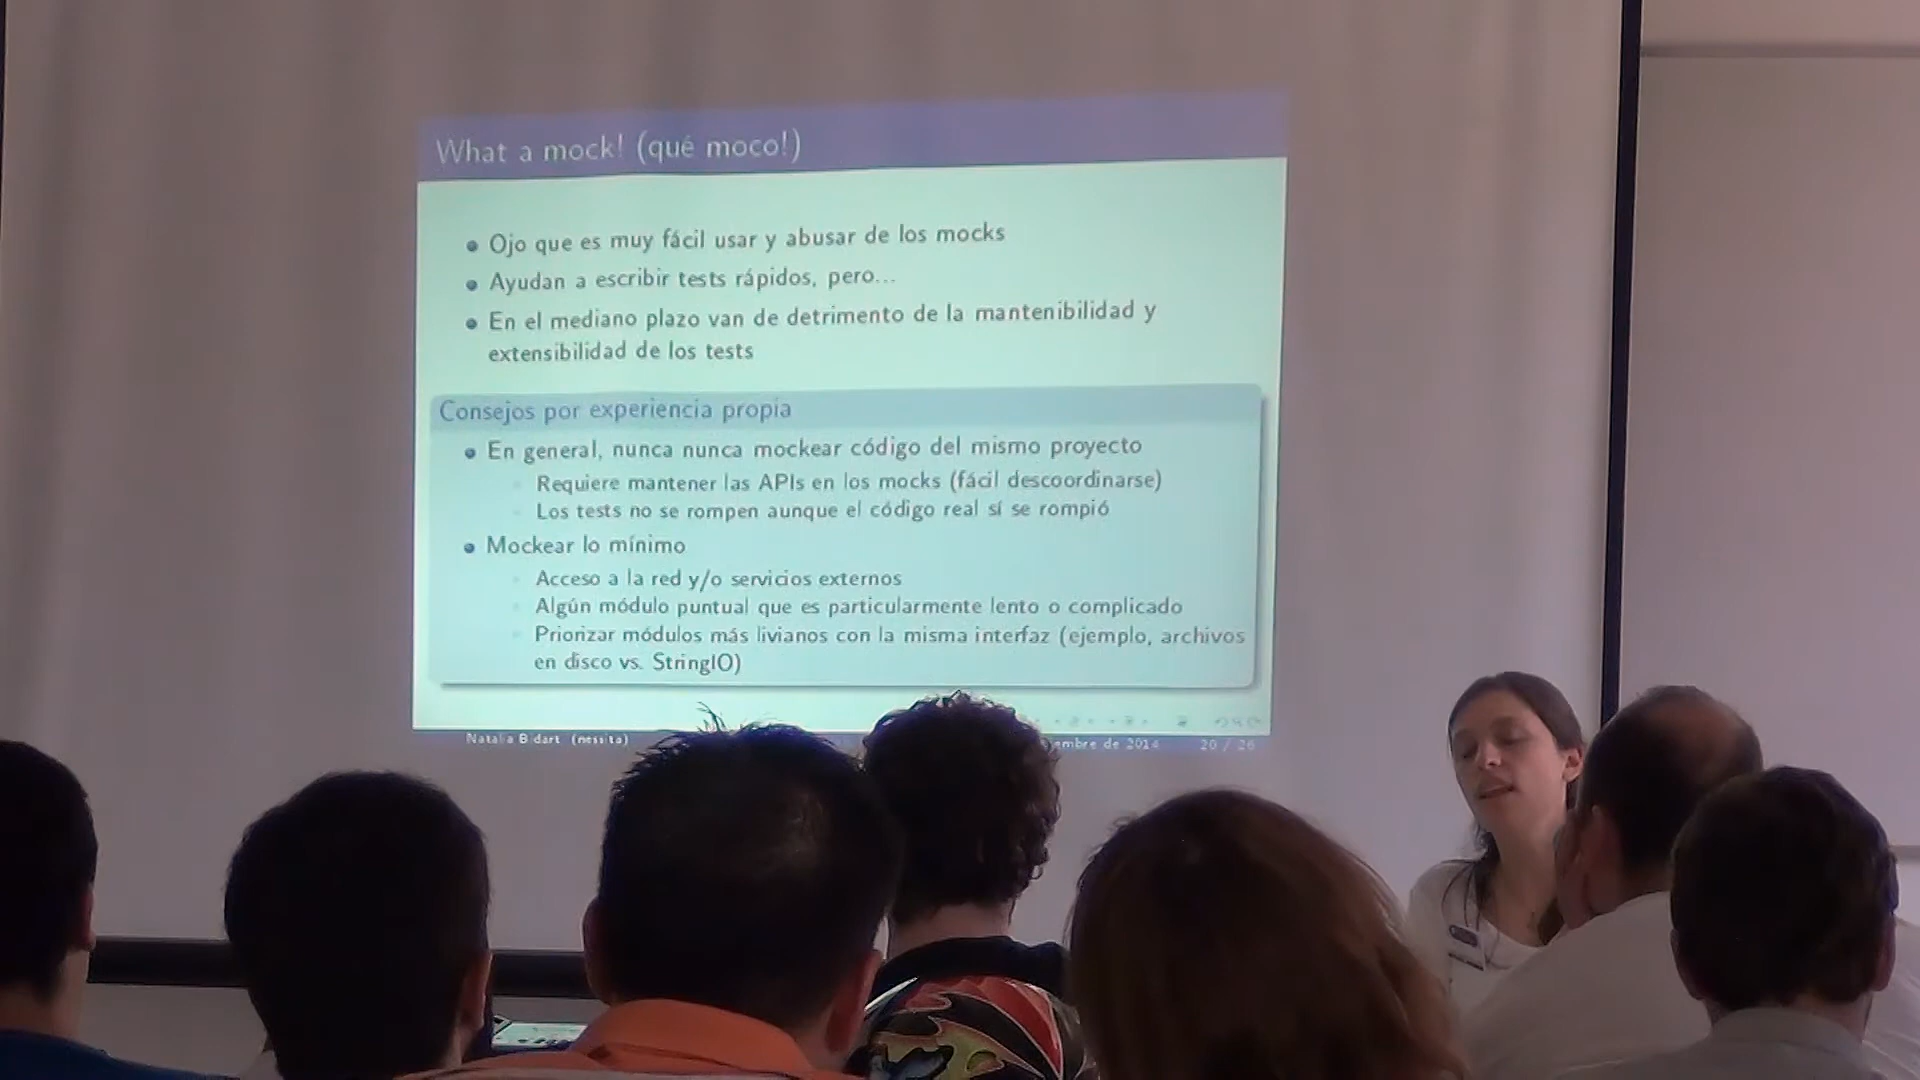 What a mock! (qué moco!)
Ojo que es muy fácil usar y abusar de los mocks
Ayudan a escribir tests rápidos, pero...
En el mediano plazo van de detrimento de la mantenibilidad y
extensibilidad de los tests
Consejos por experiencia propia
En general, nunca nunca mockear código del mismo proyecto
Requiere mantener las APIs en los mocks (fácil descoordinarse)
Los tests no se rompen aunque el código real sí se rompió
Mockear lo mínimo
Acceso a la red y/o servicios externos
Algún módulo puntual que es particularmente lento o complicado
Priorizar módulos más livianos con la misma interfaz (ejemplo, archivos
en disco vs. StringIO)
Natalia Bidart (nessita) de 2014 20 / 26